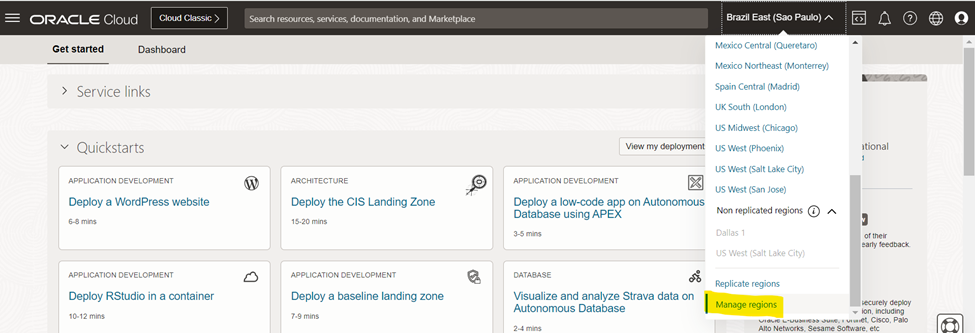 ORACLE Cloud
Cloud Classic >
Search resources, services, documentation, and Marketplace
Brazil East (Sao Paulo)
Get started
Dashboard
Service links
Quickstarts
View my deployment
APPLICATION DEVELOPMENT
Deploy a WordPress website
6-8 mins
ARCHITECTURE
Deploy the CIS Landing Zone
15-20 mins
APPLICATION DEVELOPMENT
Deploy a low-code app on Autonomous
Database using APEX
3-5 mins
APPLICATION DEVELOPMENT
Deploy RStudio in a container
10-12 mins
APPLICATION DEVELOPMENT
Deploy a baseline landing zone
7-9 mins
DATABASE
Visualize and analyze Strava data on
Autonomous Database
2-4 mins
Mexico Central (Queretaro)
Mexico Northeast (Monterrey)
Spain Central (Madrid)
UK South (London)
US Midwest (Chicago)
US West (Phoenix)
US West (Salt Lake City)
US West (San Jose)
Non replicated regions
Dallas 1
US West (Salt Lake City)
Replicate regions
Manage regions
ational
of their
early feedback.
securely deploy
ion, including
Oracle E-Business Suite, Fortinet, Cisco, Palo
Alto Networks, Sesame Software, etc